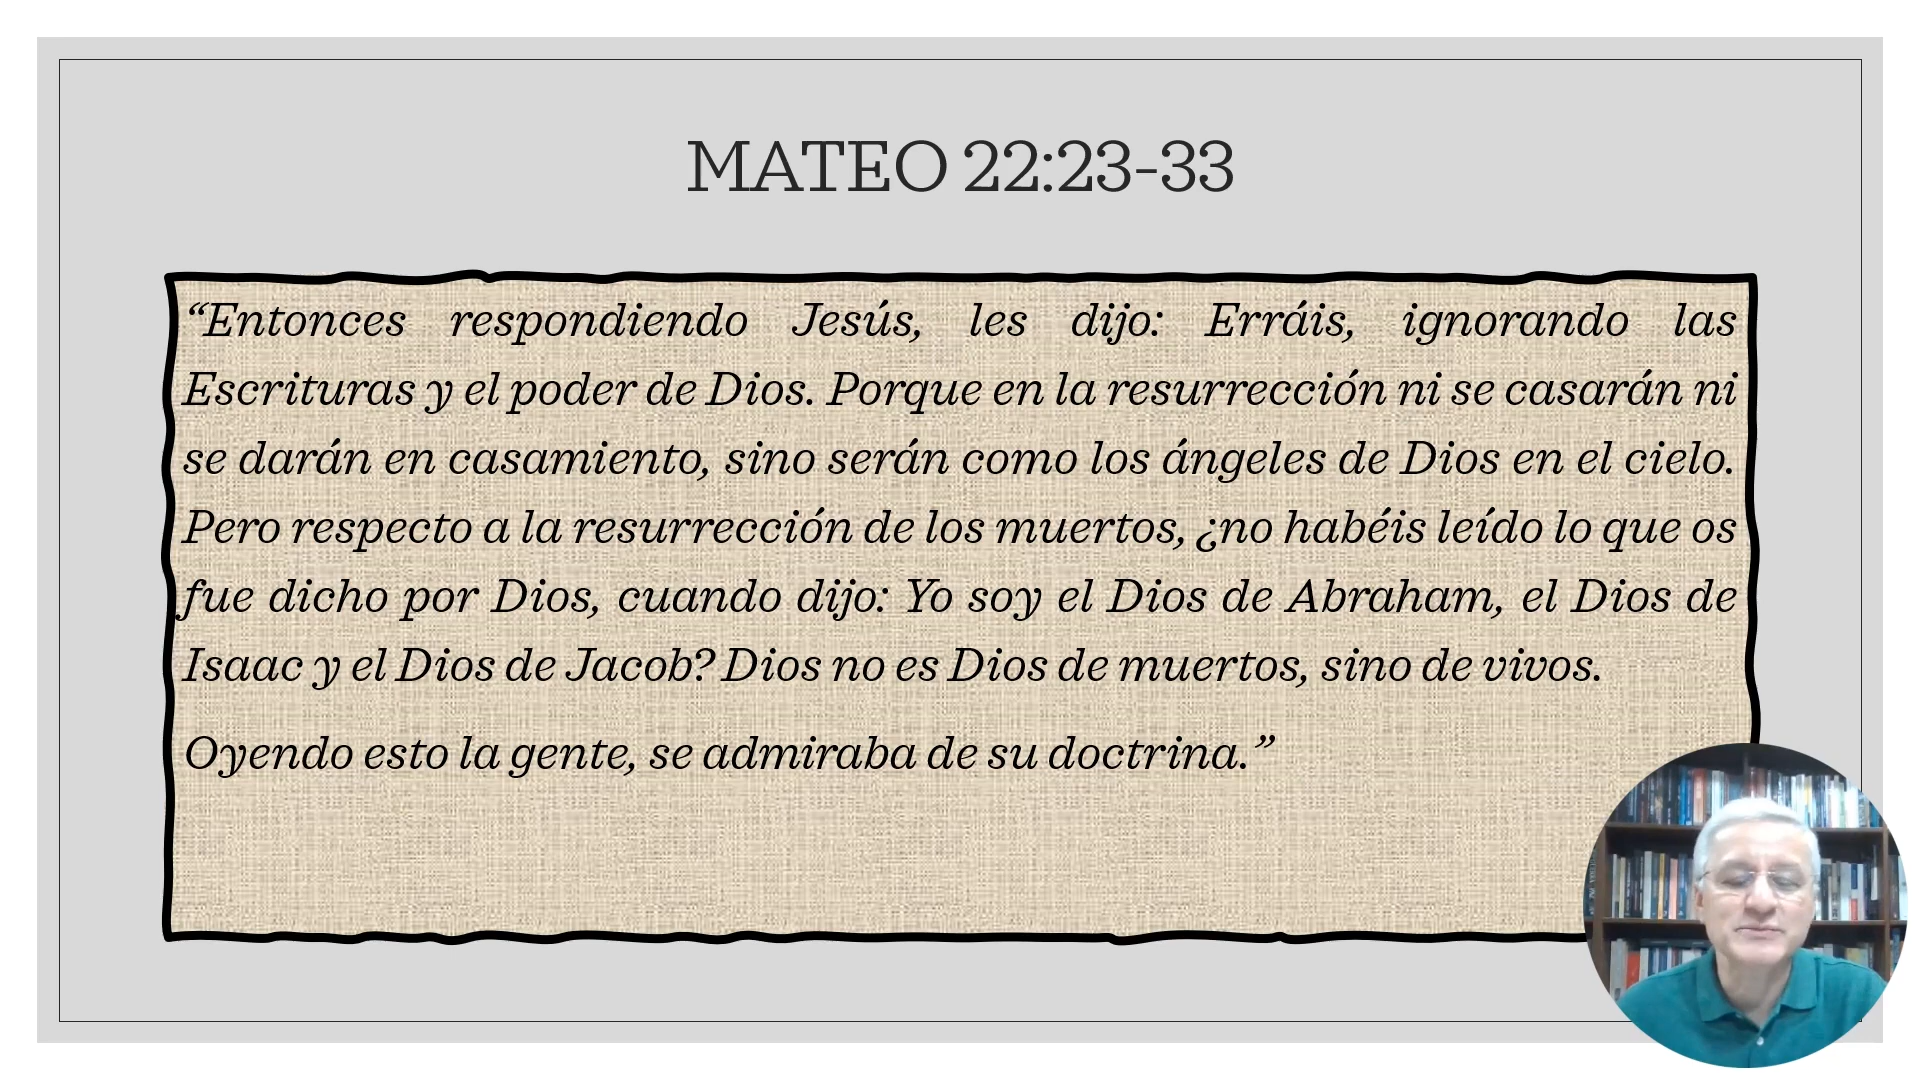 MATEO 22:23-33
“Entonces respondiendo Jesús, les dijo: Erráis, ignorando las
Escrituras y el poder de Dios. Porque en la resurrección ni se casarán ni
se darán en casamiento, sino serán como los ángeles de Dios en el cielo.
Pero respecto a la resurrección de los muertos, ¿no habéis leído lo que os
fue dicho por Dios, cuando dijo: Yo soy el Dios de Abraham, el Dios de
Isaac y el Dios de Jacob? Dios no es Dios de muertos, sino de vivos.
Oyendo esto la gente, se admiraba de su doctrina.”